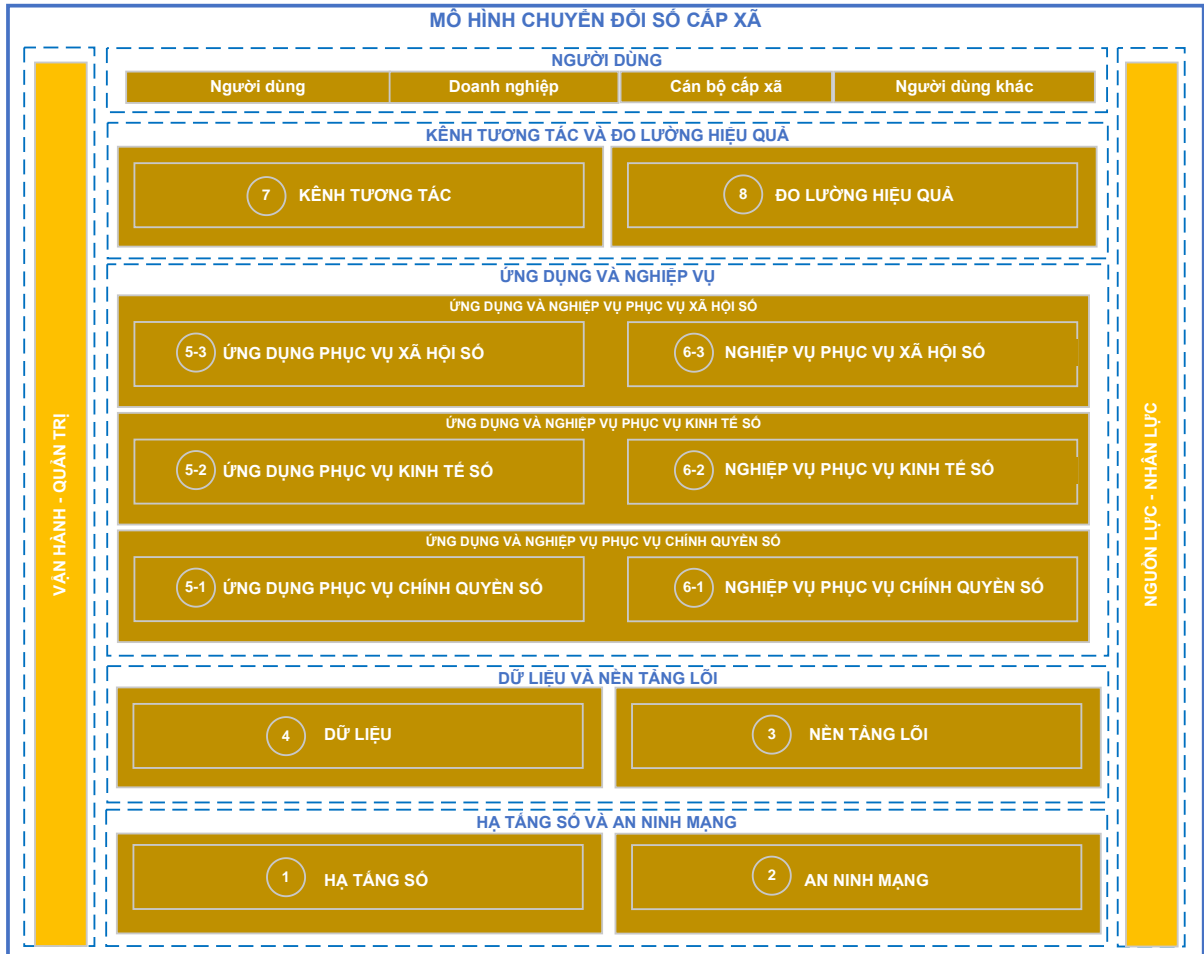 MÔ HÌNH CHUYỂN ĐỔI SỐ CẤP XÃ
NGƯỜI DÙNG
Người dùng
Doanh nghiệp
Cán bộ cấp xã
Người dùng khác
KÊNH TƯƠNG TÁC VÀ ĐO LƯỜNG HIỆU QUẢ
7 KÊNH TƯƠNG TÁC
8 ĐO LƯỜNG HIỆU QUẢ
ỨNG DỤNG VÀ NGHIỆP VỤ
ỨNG DỤNG VÀ NGHIỆP VỤ PHỤC VỤ XÃ HỘI SỐ
5-3 ỨNG DỤNG PHỤC VỤ XÃ HỘI SỐ
6-3 NGHIỆP VỤ PHỤC VỤ XÃ HỘI SỐ
ỨNG DỤNG VÀ NGHIỆP VỤ PHỤC VỤ KINH TẾ SỐ
5-2 ỨNG DỤNG PHỤC VỤ KINH TẾ SỐ
6-2 NGHIỆP VỤ PHỤC VỤ KINH TẾ SỐ
ỨNG DỤNG VÀ NGHIỆP VỤ PHỤC VỤ CHÍNH QUYỀN SỐ
5-1 ỨNG DỤNG PHỤC VỤ CHÍNH QUYỀN SỐ
6-1 NGHIỆP VỤ PHỤC VỤ CHÍNH QUYỀN SỐ
DỮ LIỆU VÀ NỀN TẢNG LÕI
4 DỮ LIỆU
3 NỀN TẢNG LÕI
HẠ TẦNG SỐ VÀ AN NINH MẠNG
1 HẠ TẦNG SỐ
2 AN NINH MẠNG
VẬN HÀNH - QUẢN TRỊ
NGUỒN LỰC - NHÂN LỰC